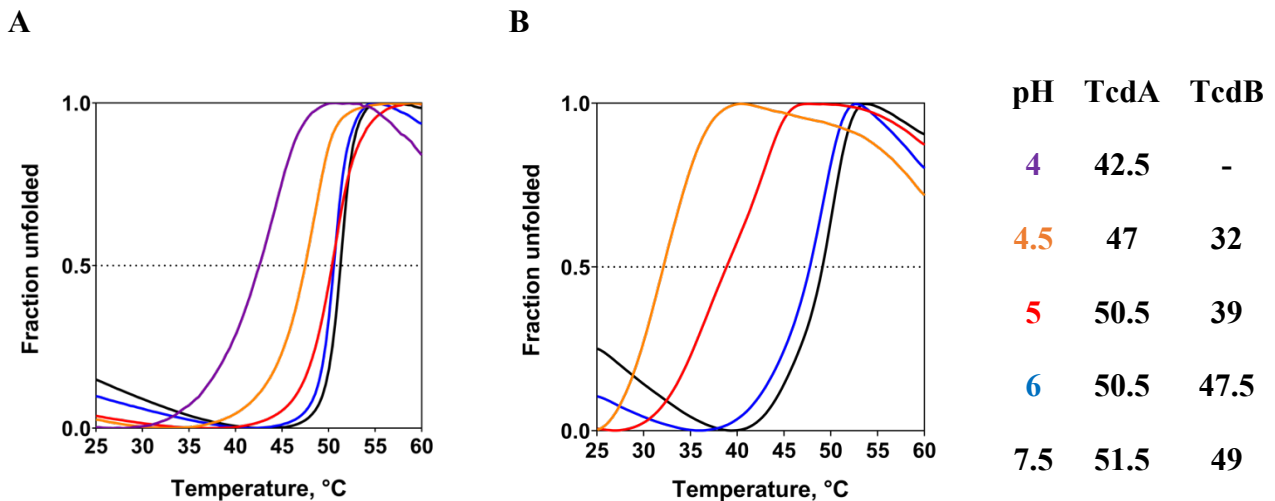 A
B
Fraction unfolded
1.0
0.5
0.0
25 30 35 40 45 50 55 60
Temperature, °C
Fraction unfolded
1.0
0.5
0.0
25 30 35 40 45 50 55 60
Temperature, °C
pH TcdA TcdB
4 42.5 -
4.5 47 32
5 50.5 39
6 50.5 47.5
7.5 51.5 49